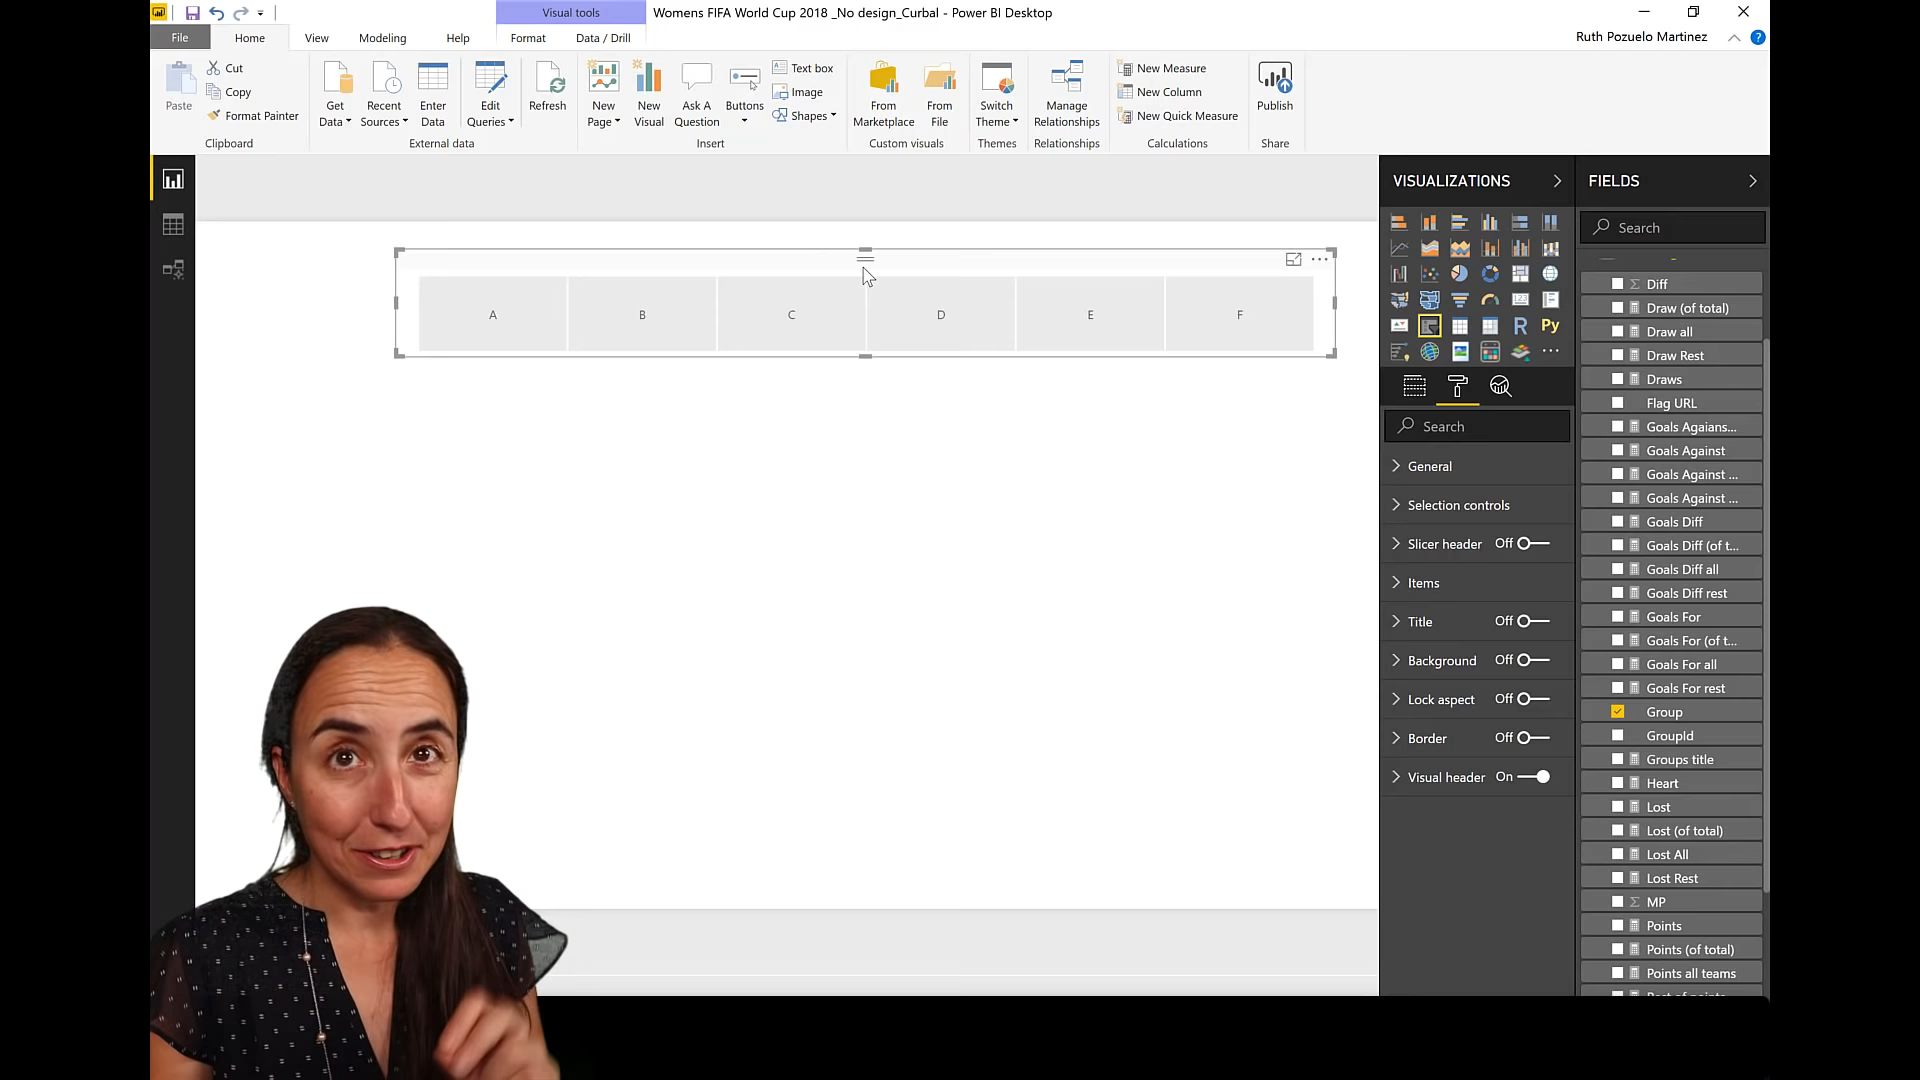 Visual tools
Womens FIFA World Cup 2018 _No design_Curbal - Power BI Desktop
File
Home
View
Modeling
Help
Format
Data / Drill
Ruth Pozuelo Martinez
?
Paste
Cut
Copy
Format Painter
Clipboard
Get Data
Recent Sources
Enter Data
Edit Queries
Refresh
External data
New Page
New Visual
Ask A Question
Buttons
Text box
Image
Shapes
Insert
From Marketplace
From File
Custom visuals
Switch Theme
Themes
Manage Relationships
Relationships
New Measure
New Column
New Quick Measure
Calculations
Publish
Share
A
B
C
D
E
F
VISUALIZATIONS
R
Py
Search
General
Selection controls
Slicer header Off
Items
Title Off
Background Off
Lock aspect Off
Border Off
Visual header On
FIELDS
Search
Diff
Draw (of total)
Draw all
Draw Rest
Draws
Flag URL
Goals Agaians...
Goals Against
Goals Against ...
Goals Against ...
Goals Diff
Goals Diff (of t...
Goals Diff all
Goals Diff rest
Goals For
Goals For (of t...
Goals For all
Goals For rest
Group
GroupId
Groups title
Heart
Lost
Lost (of total)
Lost All
Lost Rest
MP
Points
Points (of total)
Points all teams